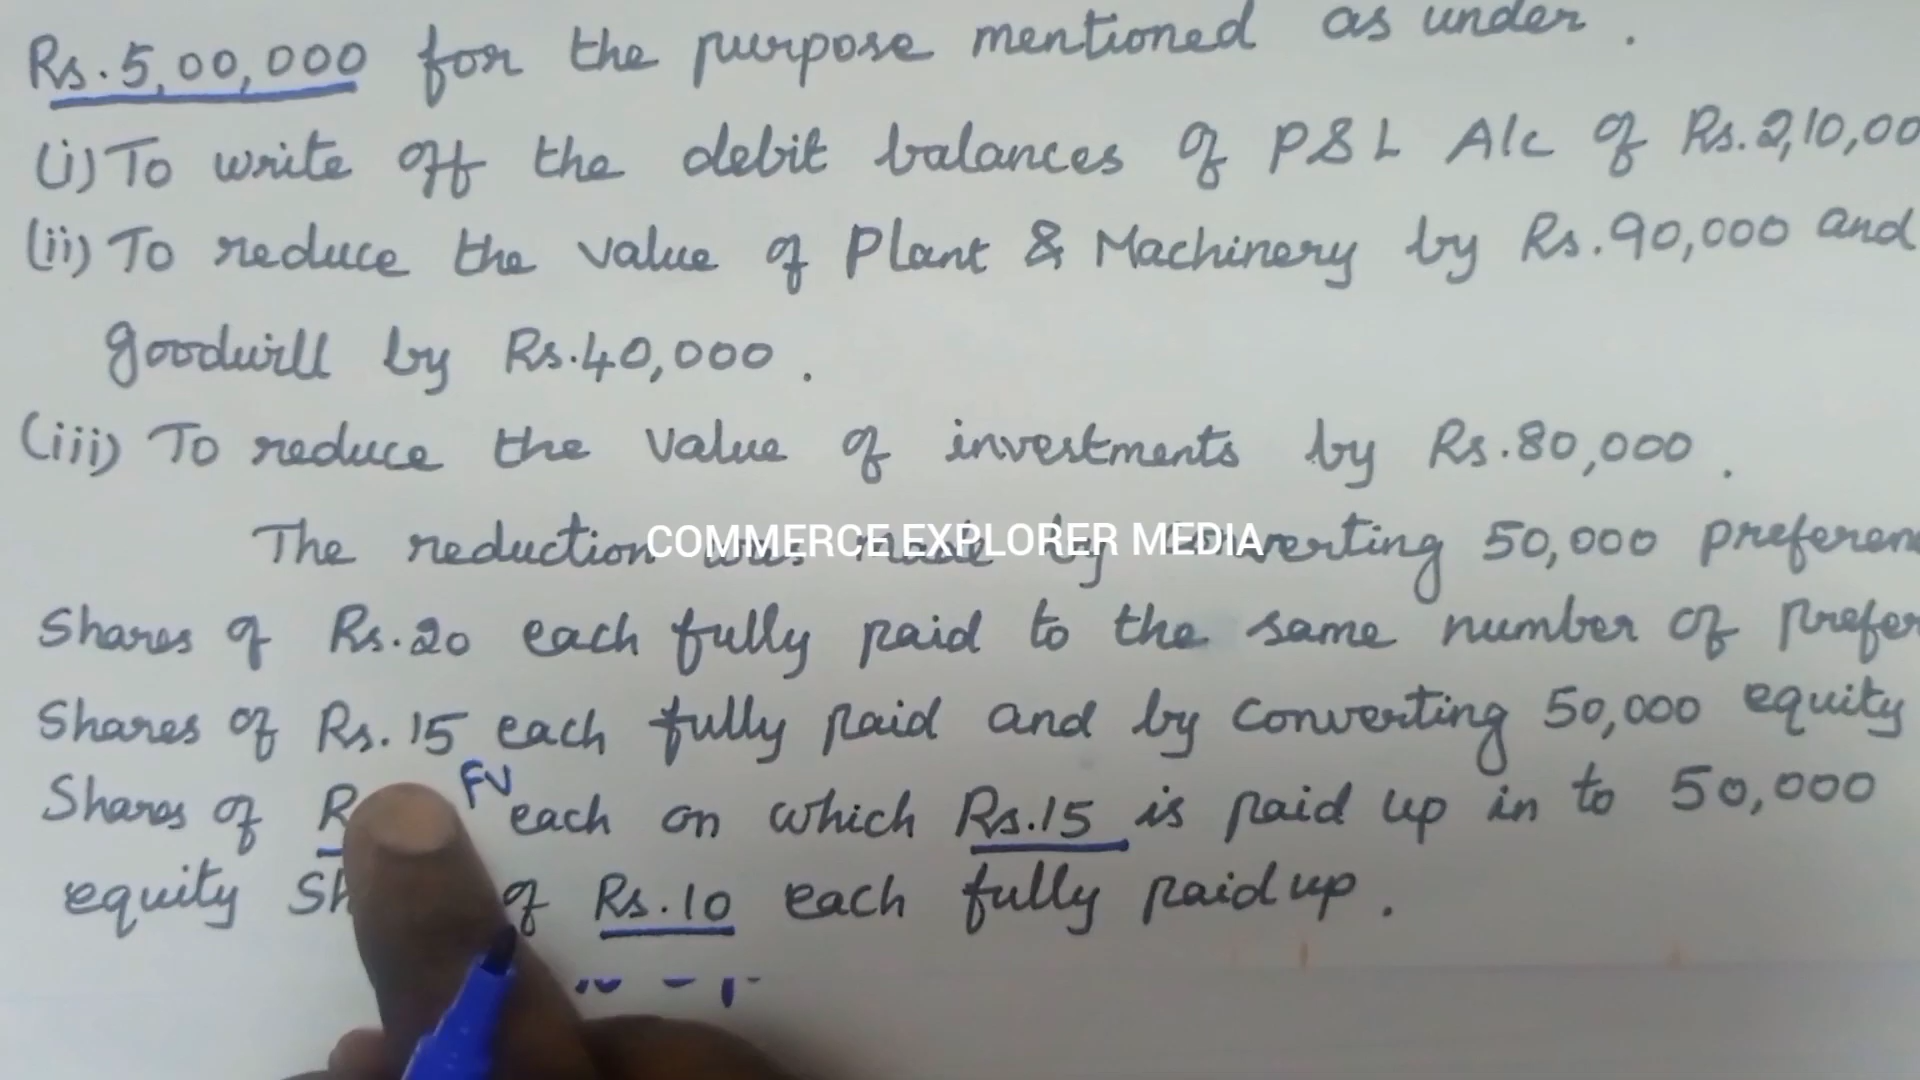 Rs.5,00,000 for the purpose mentioned as under.
(i) To write off the debit balances of P&L A/c of Rs.2,10,00
(ii) To reduce the value of Plant & Machinery by Rs.90,000 and
goodwill by Rs.40,000.
(iii) To reduce the value of investments by Rs.80,000.
The reduction was made by converting 50,000 preferen
COMMERCE EXPLORER MEDIA
Shares of Rs.20 each fully paid to the same number of prefer
Shares of Rs.15 each fully paid and by converting 50,000 equity
FV
Shares of R each on which Rs.15 is paid up in to 50,000
equity Sh of Rs.10 each fully paid up.